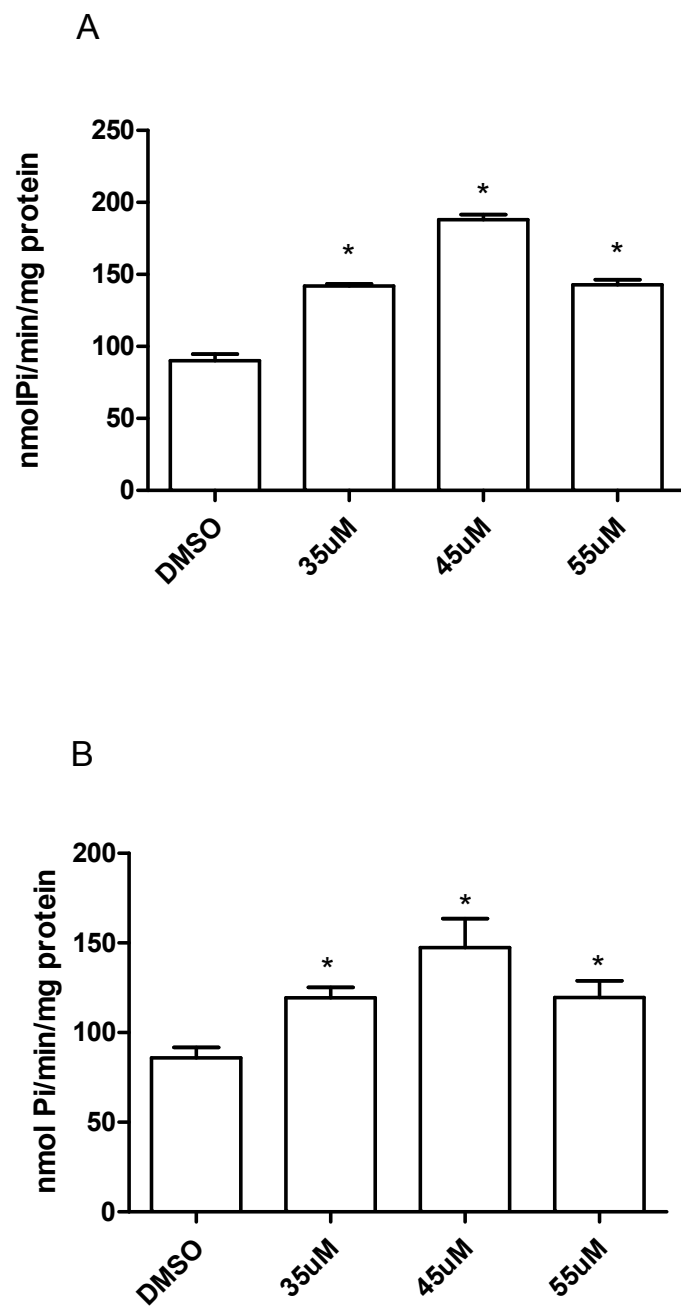 A
nmolPi/min/mg protein
250
200
150
100
50
0
*
*
*
DMSO
35uM
45uM
55uM
B
nmol Pi/min/mg protein
200
150
100
50
0
*
*
*
DMSO
35uM
45uM
55uM